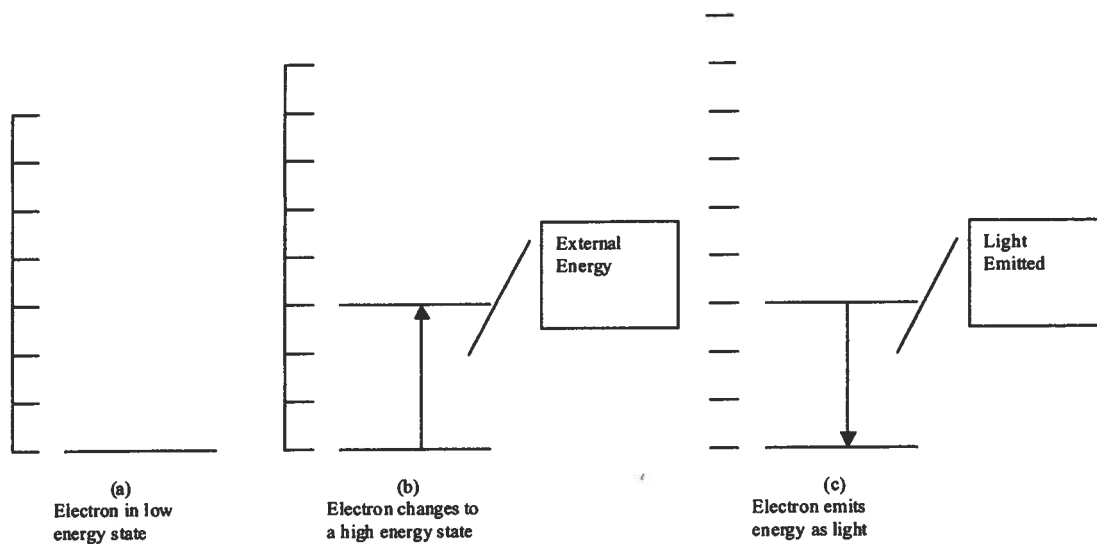 External
Energy
Light
Emitted
(a)
Electron in low
energy state
(b)
Electron changes to
a high energy state
(c)
Electron emits
energy as light